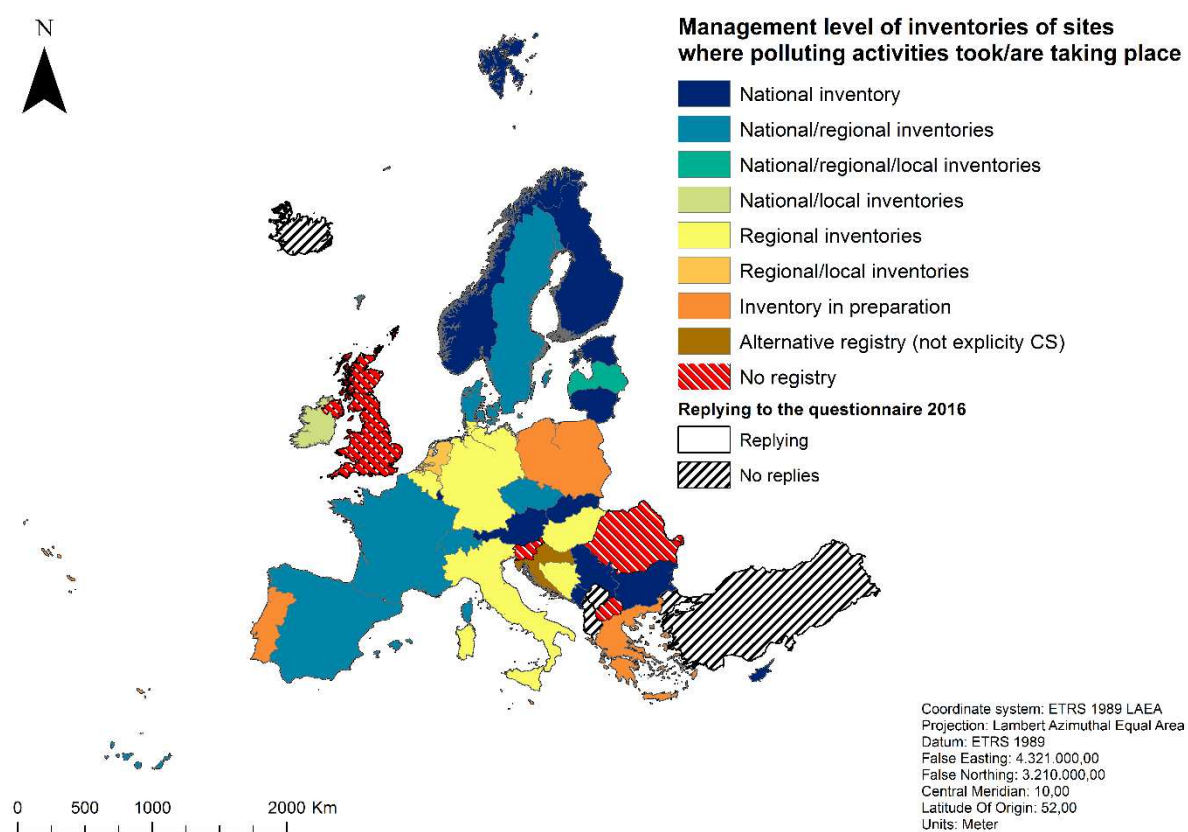 N
Management level of inventories of sites
where polluting activities took/are taking place
National inventory
National/regional inventories
National/regional/local inventories
National/local inventories
Regional inventories
Regional/local inventories
Inventory in preparation
Alternative registry (not explicity CS)
No registry
Replying to the questionnaire 2016
Replying
No replies
Coordinate system: ETRS 1989 LAEA
Projection: Lambert Azimuthal Equal Area
Datum: ETRS 1989
False Easting: 4.321.000,00
False Northing: 3.210.000,00
Central Meridian: 10,00
Latitude Of Origin: 52,00
Units: Meter
0 500 1000 2000 Km